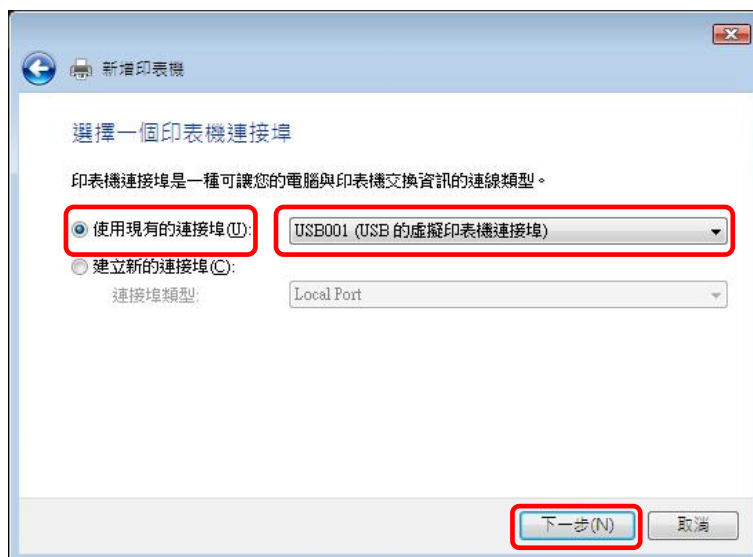 新增印表機
選擇一個印表機連接埠
印表機連接埠是一種可讓您的電腦與印表機交換資訊的連線類型。
使用現有的連接埠(U): USB001 (USB 的虛擬印表機連接埠)
建立新的連接埠(C):
連接埠類型: Local Port
下一步(N) 取消